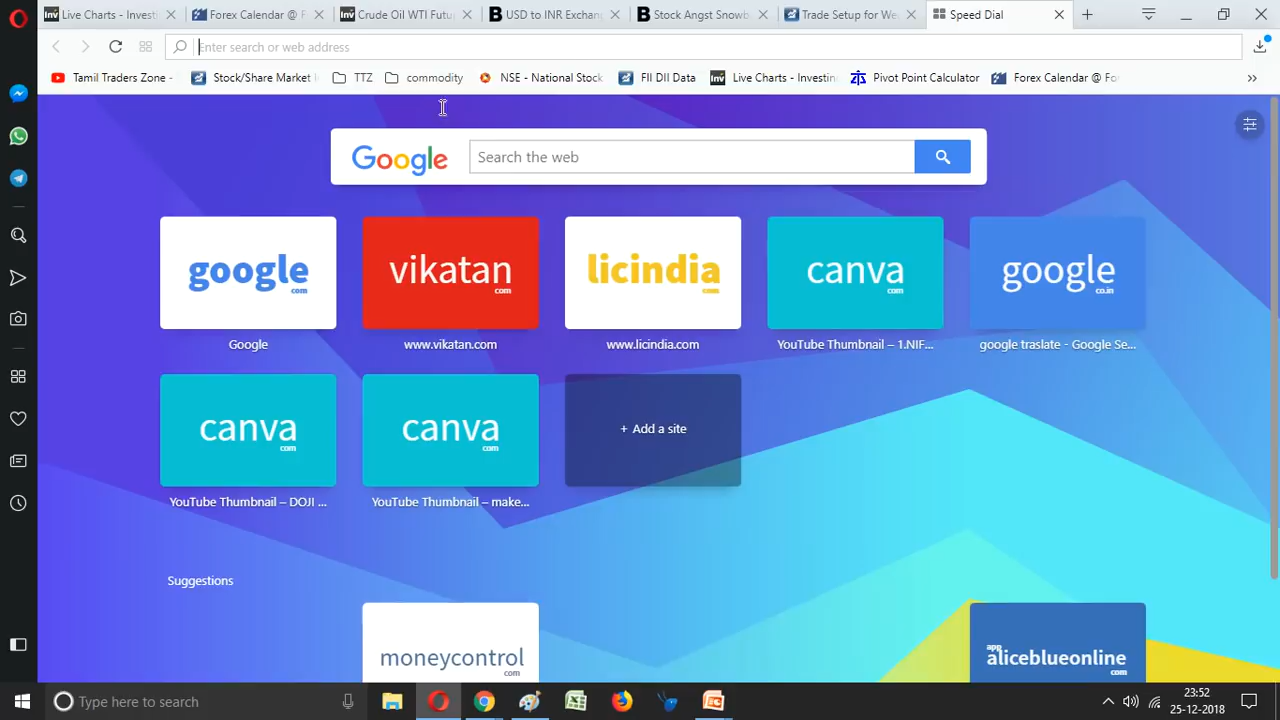 Live Charts - Investi
Forex Calendar @ F
Crude Oil WTI Futu
USD to INR Exchan
Stock Angst Snowb
Trade Setup for We
Speed Dial
Enter search or web address
Tamil Traders Zone -
Stock/Share Market I
TTZ
commodity
NSE - National Stock
FII DII Data
Inv Live Charts - Investin
Pivot Point Calculator
Forex Calendar @ Fo
Google
Search the web
google
com
vikatan
com
licindia
com
canva
com
google
co.in
Google
www.vikatan.com
www.licindia.com
YouTube Thumbnail – 1.NIF...
google traslate - Google Se...
canva
com
canva
com
+ Add a site
YouTube Thumbnail – DOJI ...
YouTube Thumbnail – make...
Suggestions
moneycontrol
com
app
aliceblueonline
com
Type here to search
23:52
25-12-2018